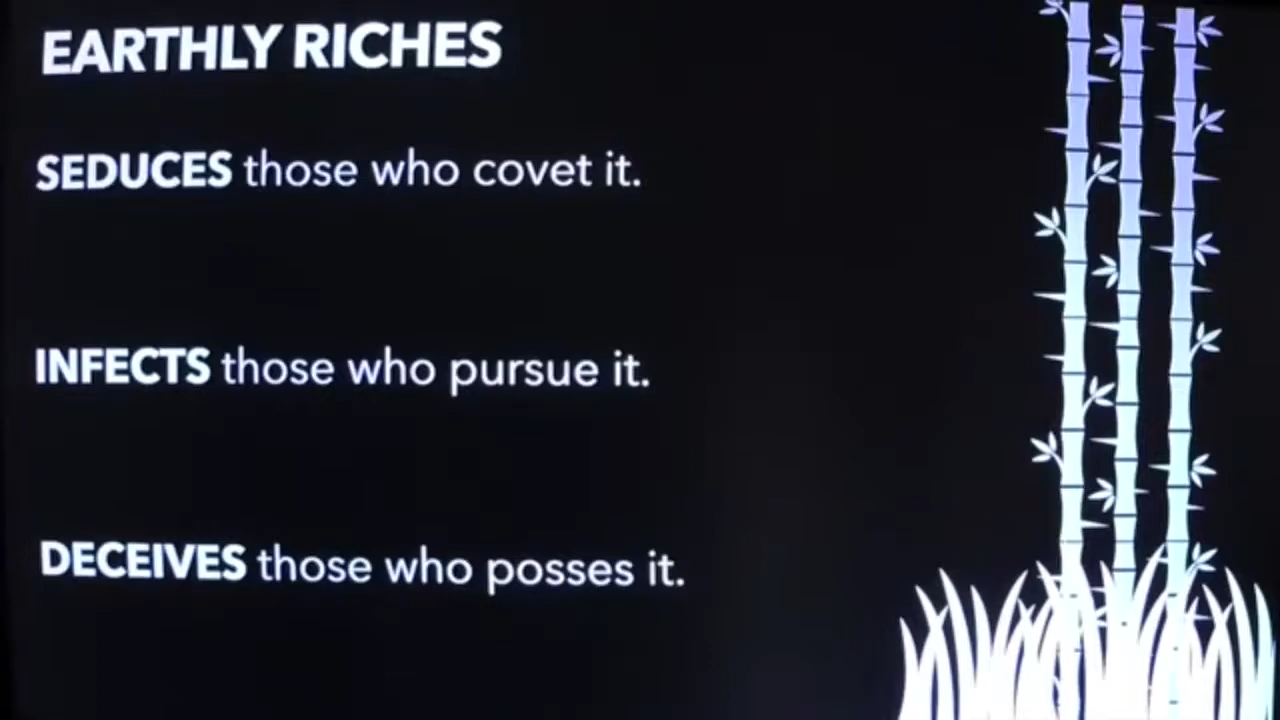 EARTHLY RICHES
SEDUCES those who covet it.
INFECTS those who pursue it.
DECEIVES those who posses it.